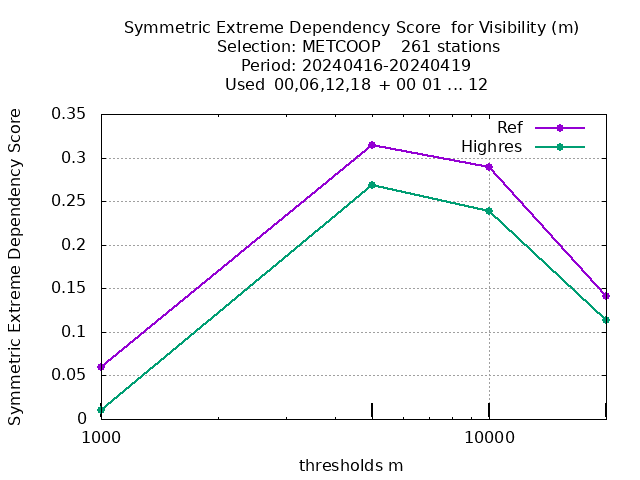 Symmetric Extreme Dependency Score  for Visibility (m)
Selection: METCOOP    261 stations
Period: 20240416-20240419
Used  00,06,12,18 + 00 01 ... 12
Symmetric Extreme Dependency Score
0.35
0.3
0.25
0.2
0.15
0.1
0.05
0
Ref
Highres
1000
10000
thresholds m